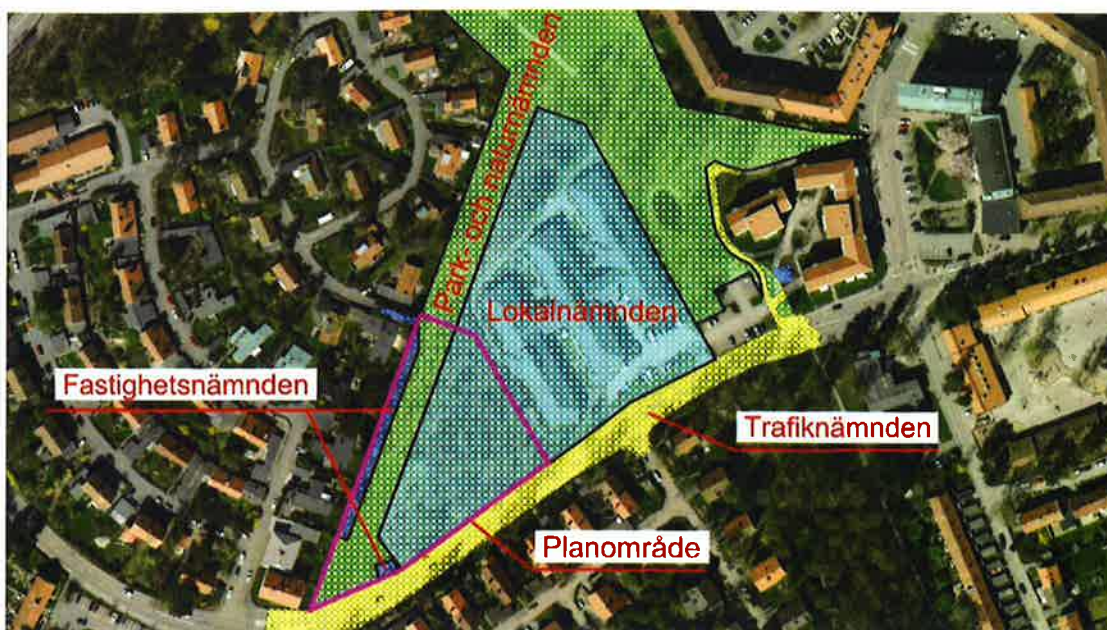 Park- och naturnämnden
Lokalnämnden
Fastighetsnämnden
Trafiknämnden
Planområde